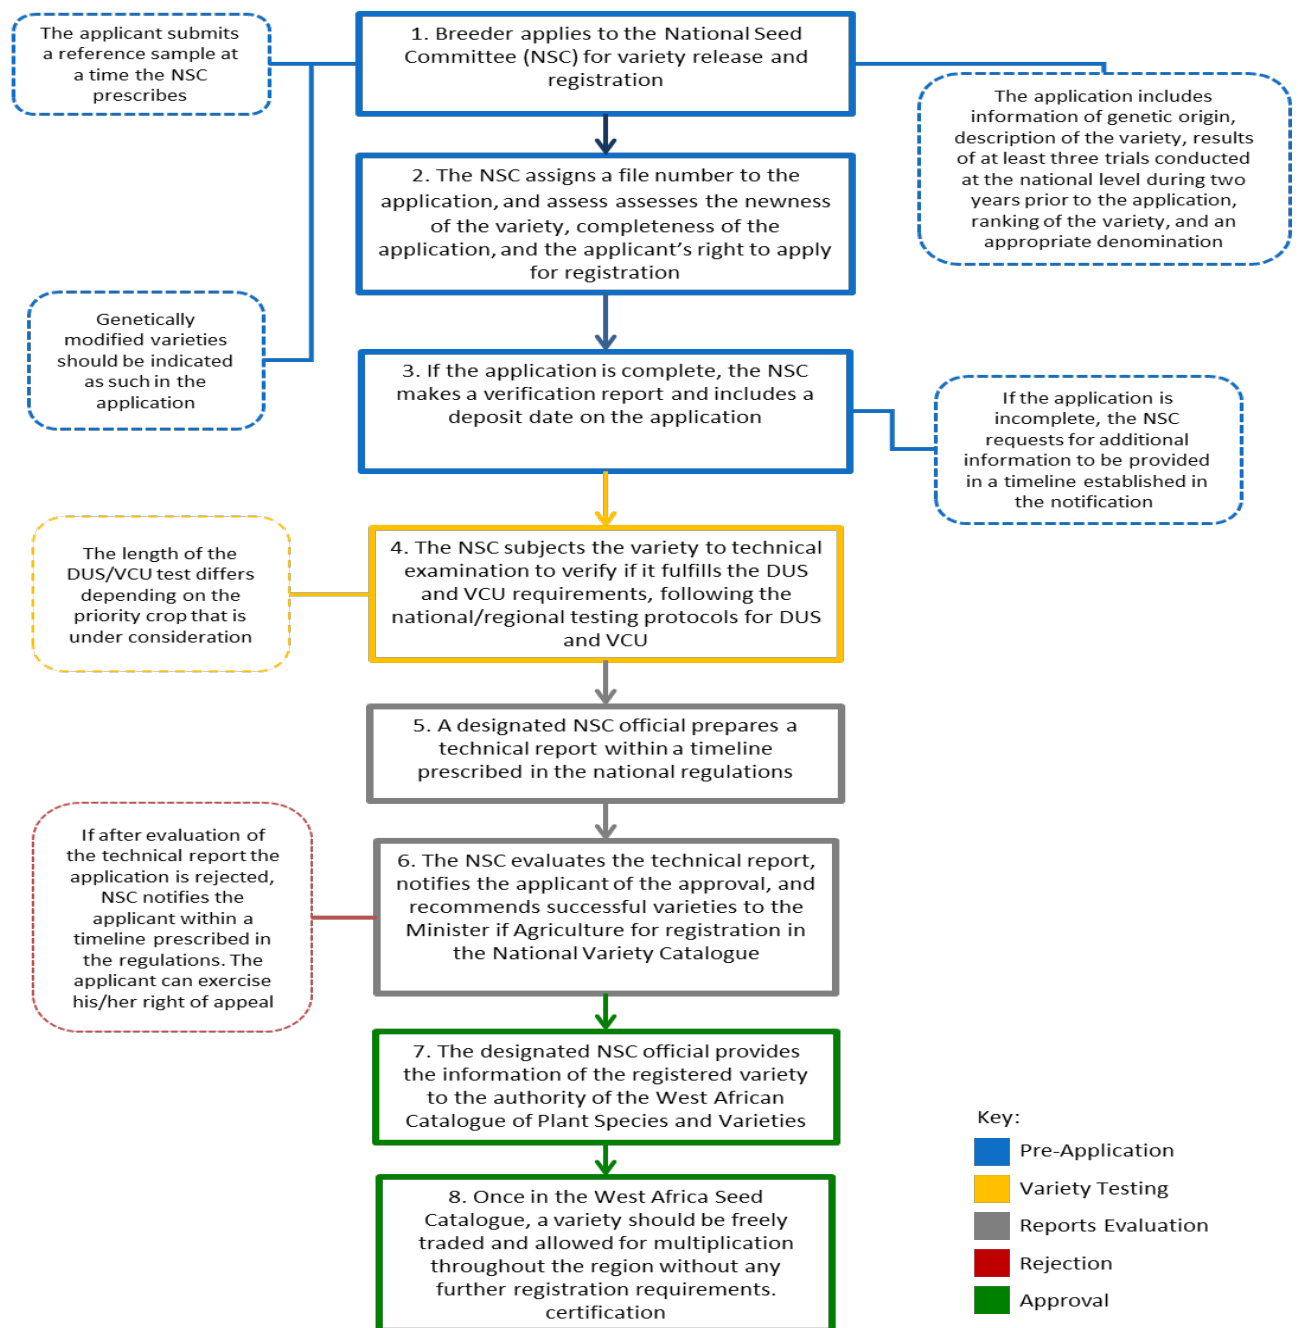 The applicant submits
a reference sample at
a time the NSC
prescribes
1. Breeder applies to the National Seed
Committee (NSC) for variety release and
registration
The application includes
information of genetic origin,
description of the variety, results
of at least three trials conducted
at the national level during two
years prior to the application,
ranking of the variety, and an
appropriate denomination
2. The NSC assigns a file number to the
application, and assess assesses the newness
of the variety, completeness of the
application, and the applicant’s right to apply
for registration
Genetically
modified varieties
should be indicated
as such in the
application
3. If the application is complete, the NSC
makes a verification report and includes a
deposit date on the application
If the application is
incomplete, the NSC
requests for additional
information to be provided
in a timeline established in
the notification
The length of the
DUS/VCU test differs
depending on the
priority crop that is
under consideration
4. The NSC subjects the variety to technical
examination to verify if it fulfills the DUS
and VCU requirements, following the
national/regional testing protocols for DUS
and VCU
5. A designated NSC official prepares a
technical report within a timeline
prescribed in the national regulations
If after evaluation of
the technical report the
application is rejected,
NSC notifies the
applicant within a
timeline prescribed in
the regulations. The
applicant can exercise
his/her right of appeal
6. The NSC evaluates the technical report,
notifies the applicant of the approval, and
recommends successful varieties to the
Minister if Agriculture for registration in
the National Variety Catalogue
7. The designated NSC official provides
the information of the registered variety
to the authority of the West African
Catalogue of Plant Species and Varieties
8. Once in the West Africa Seed
Catalogue, a variety should be freely
traded and allowed for multiplication
throughout the region without any
further registration requirements.
certification
Key:
Pre-Application
Variety Testing
Reports Evaluation
Rejection
Approval